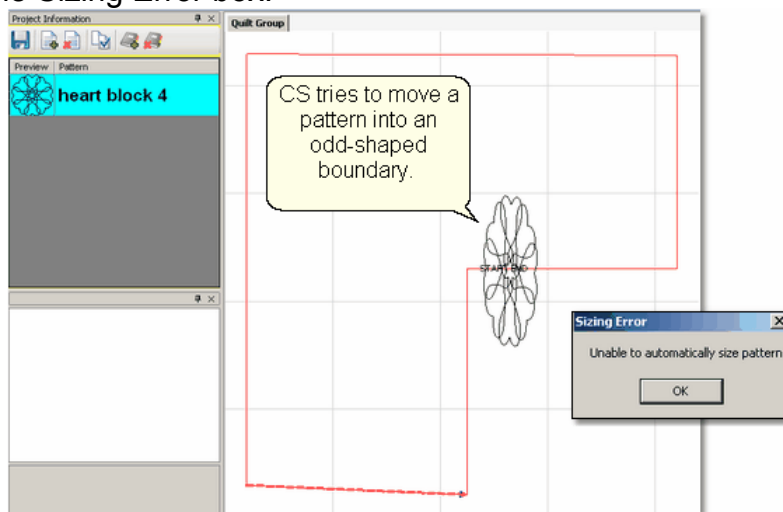 Sizing Error box.
Project Information
Quilt Group
Preview Pattern
heart block 4
CS tries to move a
pattern into an
odd-shaped
boundary.
START END
Sizing Error
Unable to automatically size pattern
OK